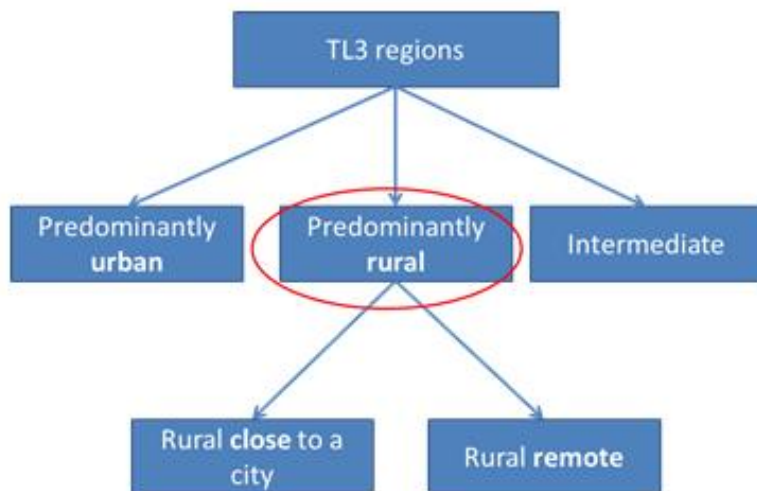 TL3 regions
Predominantly
urban
Predominantly
rural
Intermediate
Rural close to a
city
Rural remote